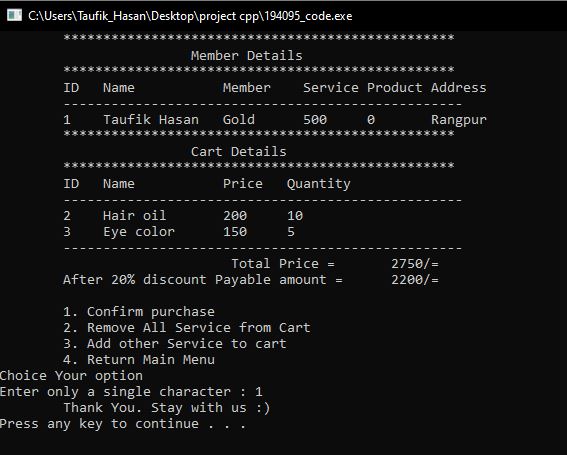 C:\Users\Taufik_Hasan\Desktop\project cpp\194095_code.exe
*************************************************
Member Details
*************************************************
ID Name Member Service Product Address
--------------------------------------------------
1 Taufik Hasan Gold 500 0 Rangpur
*************************************************
Cart Details
*************************************************
ID Name Price Quantity
--------------------------------------------------
2 Hair oil 200 10
3 Eye color 150 5
--------------------------------------------------
Total Price = 2750/=
After 20% discount Payable amount = 2200/=
1. Confirm purchase
2. Remove All Service from Cart
3. Add other Service to cart
4. Return Main Menu
Choice Your option
Enter only a single character : 1
Thank You. Stay with us :)
Press any key to continue . . .